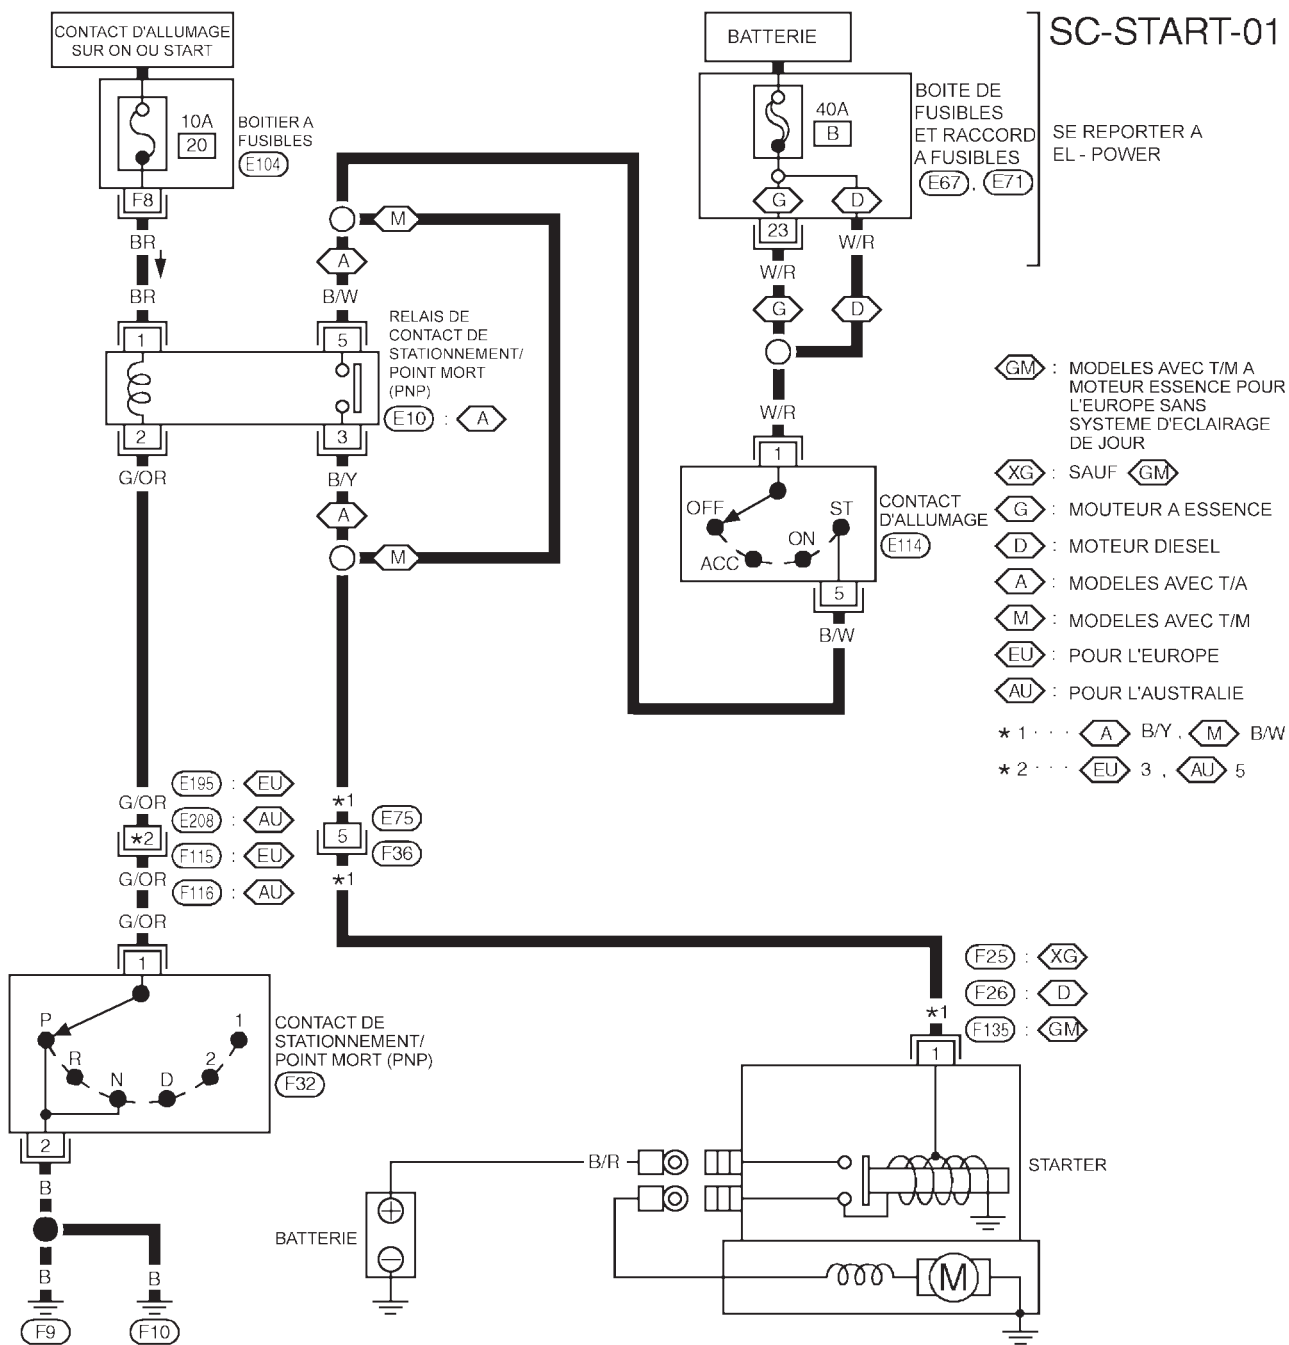 SC-START-01
CONTACT D'ALLUMAGE
SUR ON OU START
10A
20
BOITIER A
FUSIBLES
E104
F8
BR
BR
BATTERIE
40A
B
BOITE DE
FUSIBLES
ET RACCORD
A FUSIBLES
E67 , E71
SE REPORTER A
EL - POWER
G
D
23
W/R
W/R
G
D
W/R
M
A
B/W
1
5
RELAIS DE
CONTACT DE
STATIONNEMENT/
POINT MORT
(PNP)
E10 : A
2
3
G/OR
B/Y
A
M
1
OFF
ACC
ON
ST
CONTACT
D'ALLUMAGE
E114
5
B/W
GM : MODELES AVEC T/M A
MOTEUR ESSENCE POUR
L'EUROPE SANS
SYSTEME D'ECLAIRAGE
DE JOUR
XG : SAUF GM
G : MOUTEUR A ESSENCE
D : MOTEUR DIESEL
A : MODELES AVEC T/A
M : MODELES AVEC T/M
EU : POUR L'EUROPE
AU : POUR L'AUSTRALIE
*1 · · · A B/Y , M B/W
*2 · · · EU 3 , AU 5
G/OR
*2
G/OR
G/OR
E195 : EU
E208 : AU
F115 : EU
F116 : AU
*1
5
*1
E75
F36
1
P
R
N
D
2
1
CONTACT DE
STATIONNEMENT/
POINT MORT (PNP)
F32
2
B
B
B
F9
F10
F25 : XG
F26 : D
F135 : GM
*1
1
STARTER
B/R
BATTERIE
M